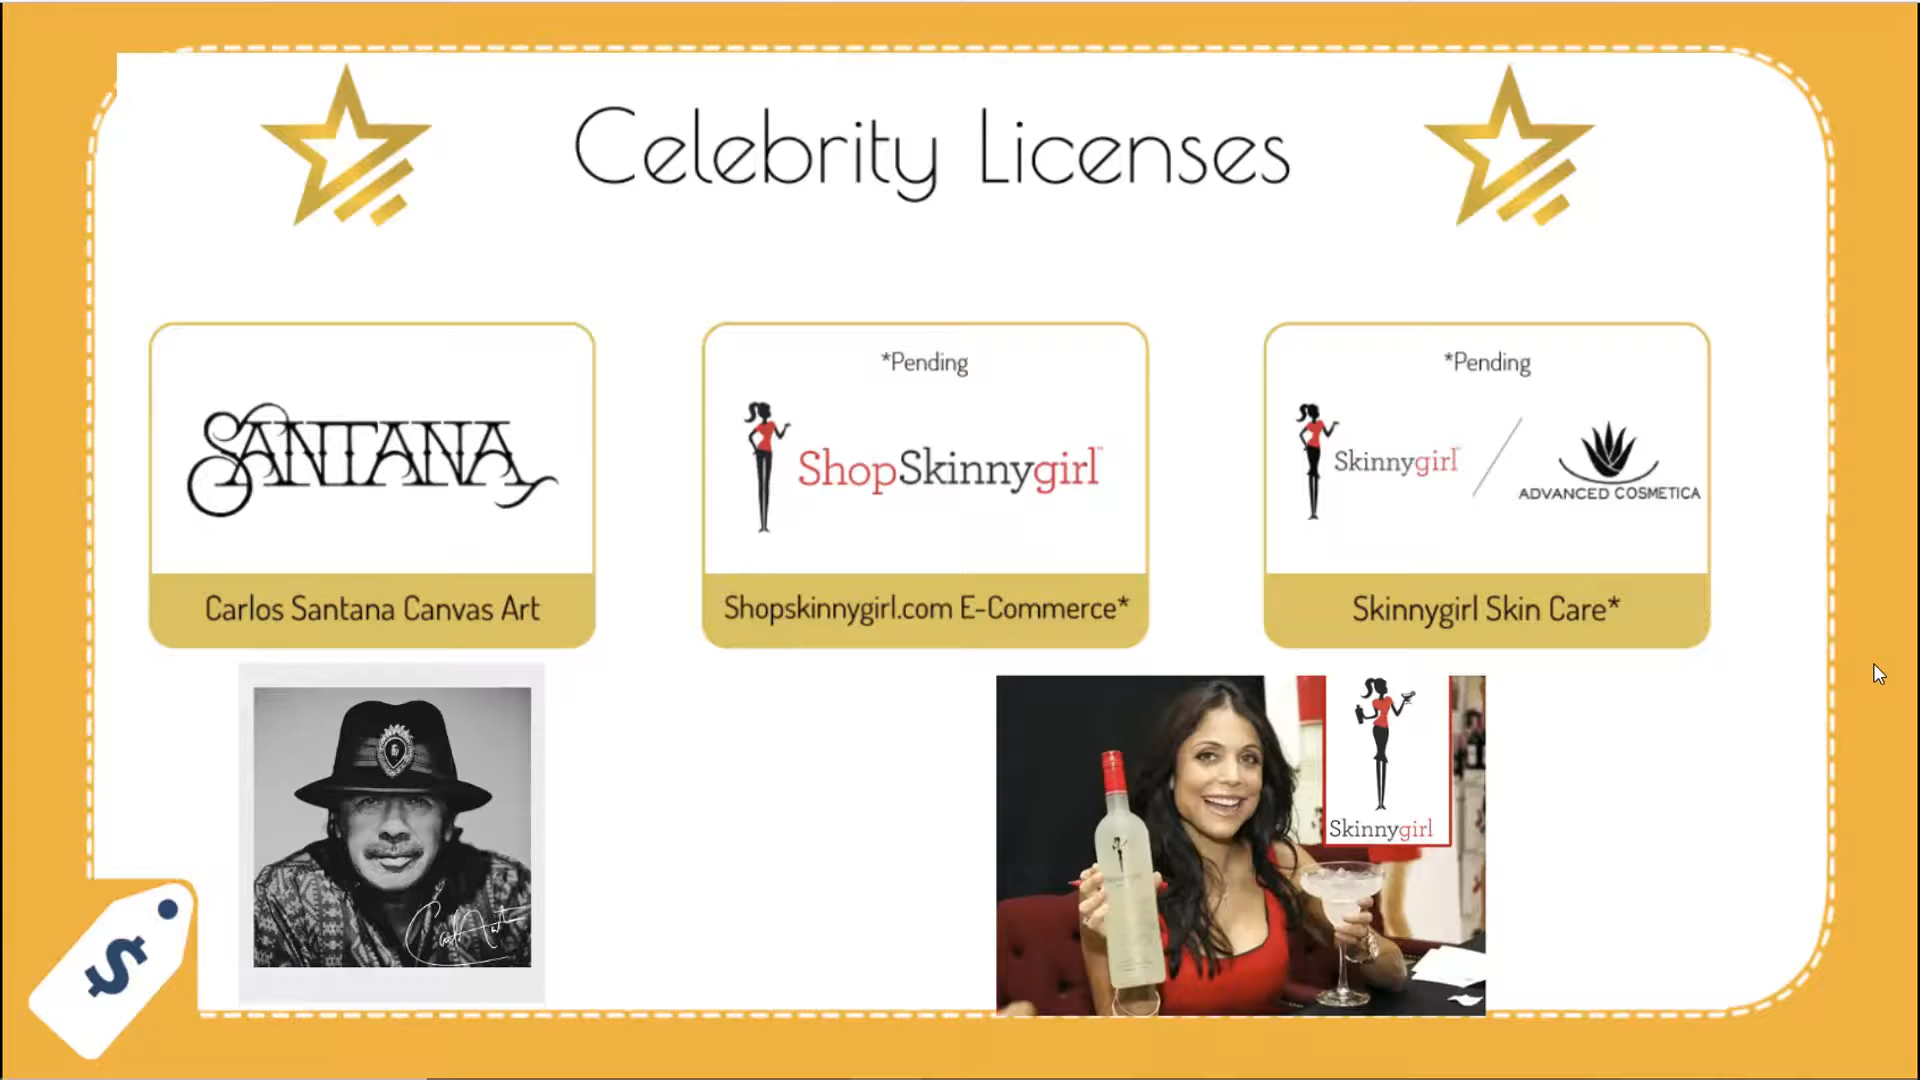 Celebrity Licenses
SANTANA
Carlos Santana Canvas Art
*Pending
ShopSkinnygirl™
Shopskinnygirl.com E-Commerce*
*Pending
Skinnygirl
ADVANCED COSMETICA
Skinnygirl Skin Care*
Skinnygirl
$